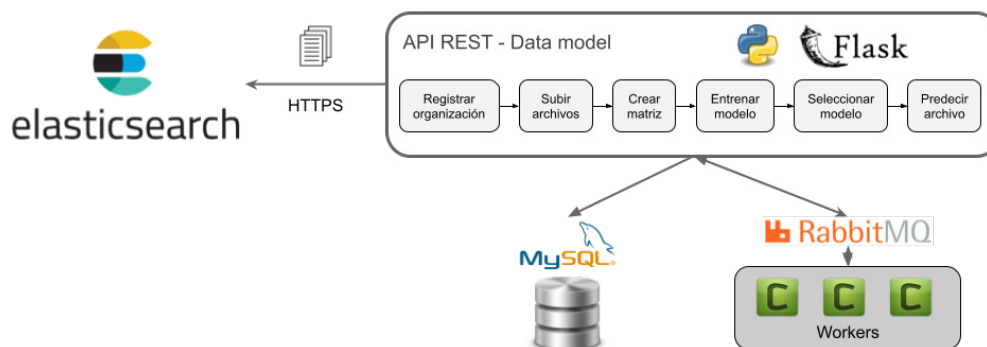 API REST - Data model
Flask
elasticsearch
HTTPS
Registrar
organización
Subir
archivos
Crear
matriz
Entrenar
modelo
Seleccionar
modelo
Predecir
archivo
MySQL®
RabbitMQ
C C C
Workers